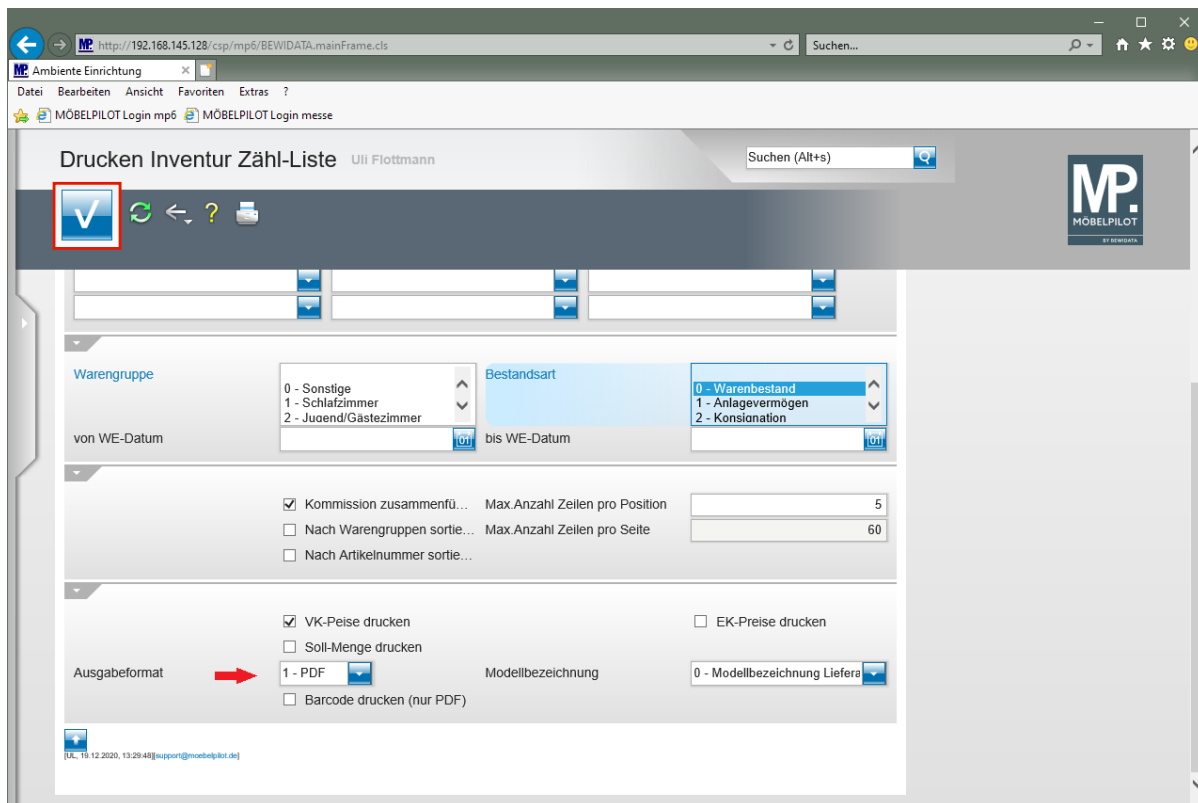 http://192.168.145.128/csp/mp6/BEWIDATA.mainFrame.cls
Suchen...
MP. Ambiente Einrichtung
Datei Bearbeiten Ansicht Favoriten Extras ?
MÖBELPILOT Login mp6 MÖBELPILOT Login messe
Drucken Inventur Zähl-Liste Uli Flottmann
Suchen (Alt+s)
MP.
MÖBELPILOT
BY BEWIDATA
Warengruppe
0 - Sonstige
1 - Schlafzimmer
2 - Jugend/Gästezimmer
Bestandsart
0 - Warenbestand
1 - Anlagevermögen
2 - Konsignation
von WE-Datum 01 bis WE-Datum 01
Kommission zusammenfü... Max.Anzahl Zeilen pro Position 5
Nach Warengruppen sortie... Max.Anzahl Zeilen pro Seite 60
Nach Artikelnummer sortie...
VK-Peise drucken EK-Preise drucken
Soll-Menge drucken
Ausgabeformat 1 - PDF Modellbezeichnung 0 - Modellbezeichnung Liefera
Barcode drucken (nur PDF)
[UL, 19.12.2020, 13:29:48][support@moebelpilot.de]